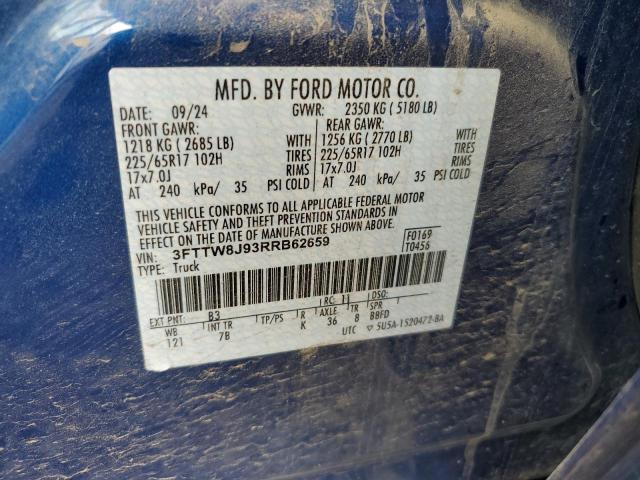 MFD. BY FORD MOTOR CO.
DATE: 09/24 GVWR: 2350 KG ( 5180 LB)
FRONT GAWR: REAR GAWR:
1218 KG ( 2685 LB) WITH 1256 KG ( 2770 LB) WITH
225/65R17 102H TIRES 225/65R17 102H TIRES
17x7.0J RIMS 17x7.0J RIMS
AT 240 kPa/ 35 PSI COLD AT 240 kPa/ 35 PSI COLD
THIS VEHICLE CONFORMS TO ALL APPLICABLE FEDERAL MOTOR
VEHICLE SAFETY AND THEFT PREVENTION STANDARDS IN
EFFECT ON THE DATE OF MANUFACTURE SHOWN ABOVE.
VIN: 3FTTW8J93RRB62659 F0169
TYPE: Truck T0456
EXT PNT: B3 RC: 11 DSO:
WB INT TR TP/PS R AXLE TR SPR
121 7B K 36 8 BBFD
UTC ▽ 5U5A-1520472-BA